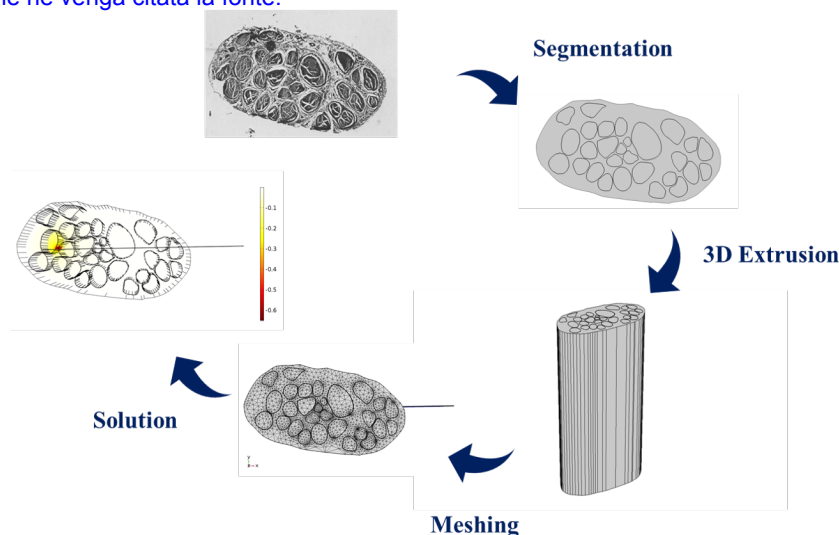 ne ne venga citata la fonte.
Segmentation
3D Extrusion
-0.1
-0.2
-0.3
-0.4
-0.5
-0.6
Solution
y
x
Meshing